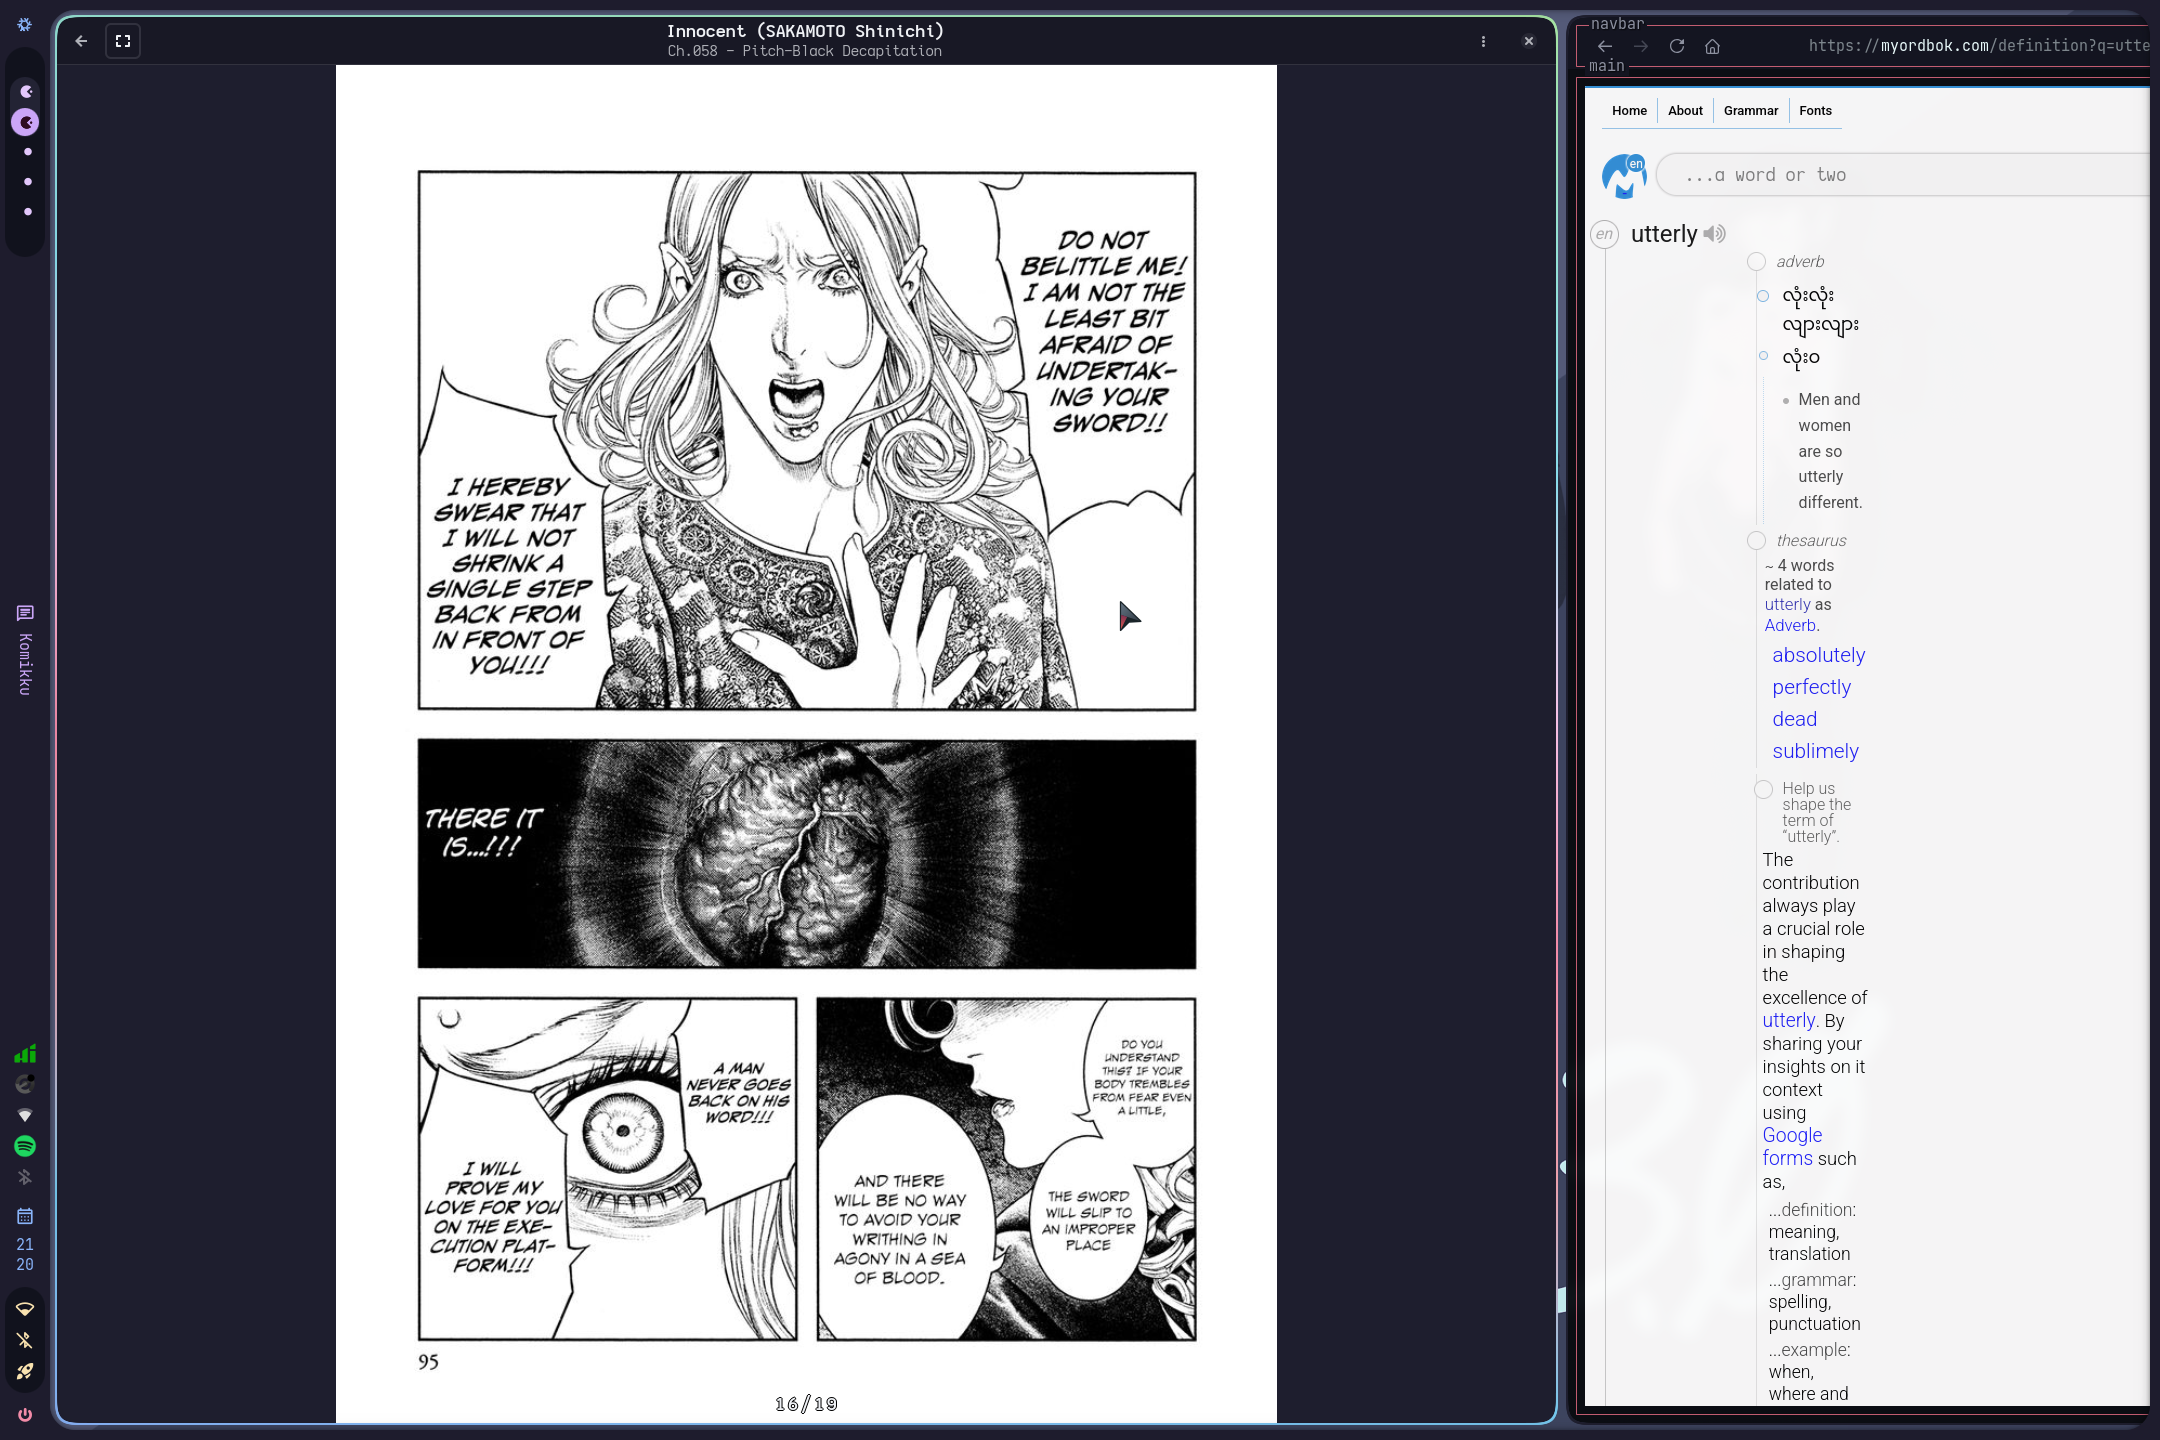 Innocent (SAKAMOTO Shinichi)
Ch.058 - Pitch-Black Decapitation
DO NOT
BELITTLE ME!
I AM NOT THE
LEAST BIT
AFRAID OF
UNDERTAK-
ING YOUR
SWORD!!
I HEREBY
SWEAR THAT
I WILL NOT
SHRINK A
SINGLE STEP
BACK FROM
IN FRONT OF
YOU!!!
THERE IT
IS...!!!
DO YOU
UNDERSTAND
THIS? IF YOUR
BODY TREMBLES
FROM FEAR EVEN
A LITTLE,
THE SWORD
WILL SLIP TO
AN IMPROPER
PLACE
AND THERE
WILL BE NO WAY
TO AVOID YOUR
WRITHING IN
AGONY IN A SEA
OF BLOOD.
A MAN
NEVER GOES
BACK ON HIS
WORD!!!
I WILL
PROVE MY
LOVE FOR YOU
ON THE EXE-
CUTION PLAT-
FORM!!!
95
16/19
Komikku
21
20
navbar
https://myordbok.com/definition?q=utte
main
Home
About
Grammar
Fonts
en
...a word or two
en
utterly
adverb
လုံးလုံး
လျားလျား
လုံးဝ
Men and
women
are so
utterly
different.
thesaurus
~ 4 words
related to
utterly as
Adverb.
absolutely
perfectly
dead
sublimely
Help us
shape the
term of
“utterly”.
The
contribution
always play
a crucial role
in shaping
the
excellence of
utterly. By
sharing your
insights on it
context
using
Google
forms such
as,
...definition:
meaning,
translation
...grammar:
spelling,
punctuation
...example:
when,
where and